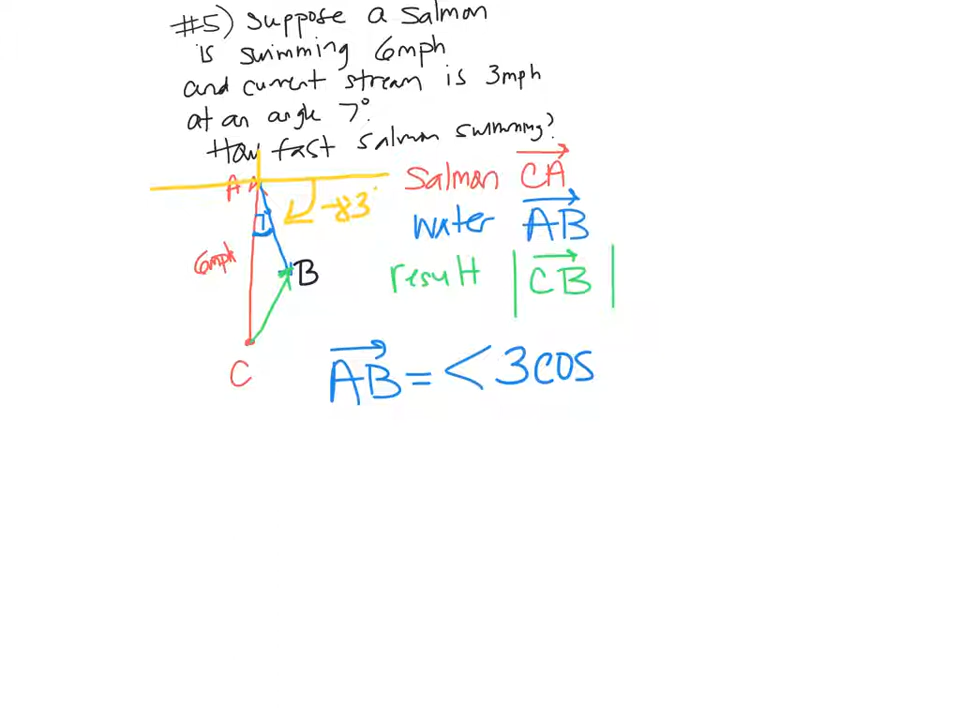 #5) Suppose a Salmon
is swimming 6mph
and current stream is 3mph
at an angle 7°.
How fast salmon swimming?
A
Salmon CA
-83°
7
water AB
6mph
B
result |CB|
C
AB = < 3cos